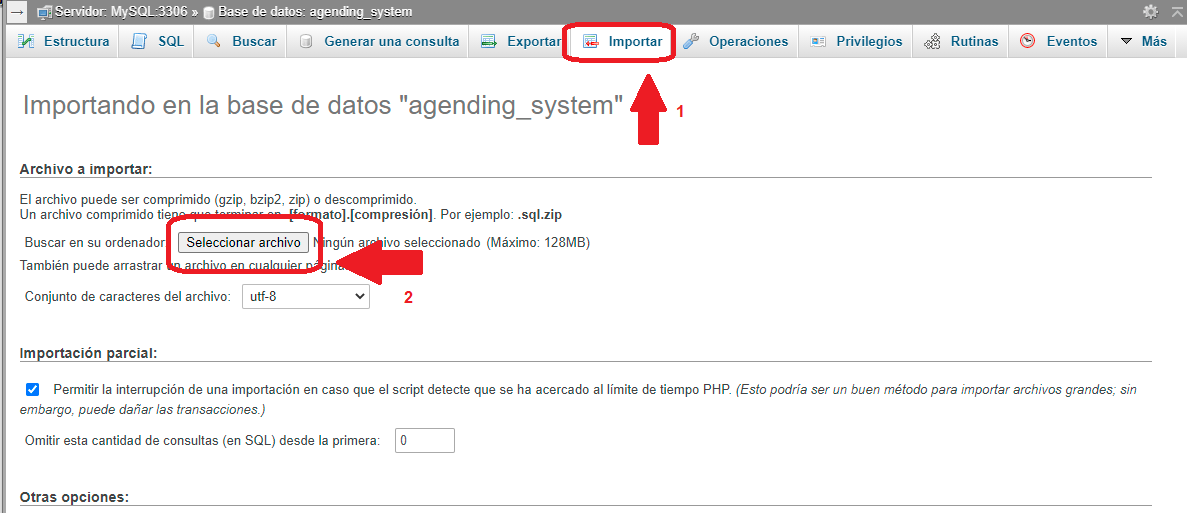 Servidor: MySQL:3306 » Base de datos: agending_system
Estructura SQL Buscar Generar una consulta Exportar Importar Operaciones Privilegios Rutinas Eventos Más
Importando en la base de datos "agending_system"
1
Archivo a importar:
El archivo puede ser comprimido (gzip, bzip2, zip) o descomprimido.
Un archivo comprimido tiene que terminar en .[formato].[compresión]. Por ejemplo: .sql.zip
Buscar en su ordenador Seleccionar archivo Ningún archivo seleccionado (Máximo: 128MB)
También puede arrastrar un archivo en cualquier página
Conjunto de caracteres del archivo: utf-8
2
Importación parcial:
Permitir la interrupción de una importación en caso que el script detecte que se ha acercado al límite de tiempo PHP. (Esto podría ser un buen método para importar archivos grandes; sin
embargo, puede dañar las transacciones.)
Omitir esta cantidad de consultas (en SQL) desde la primera: 0
Otras opciones: